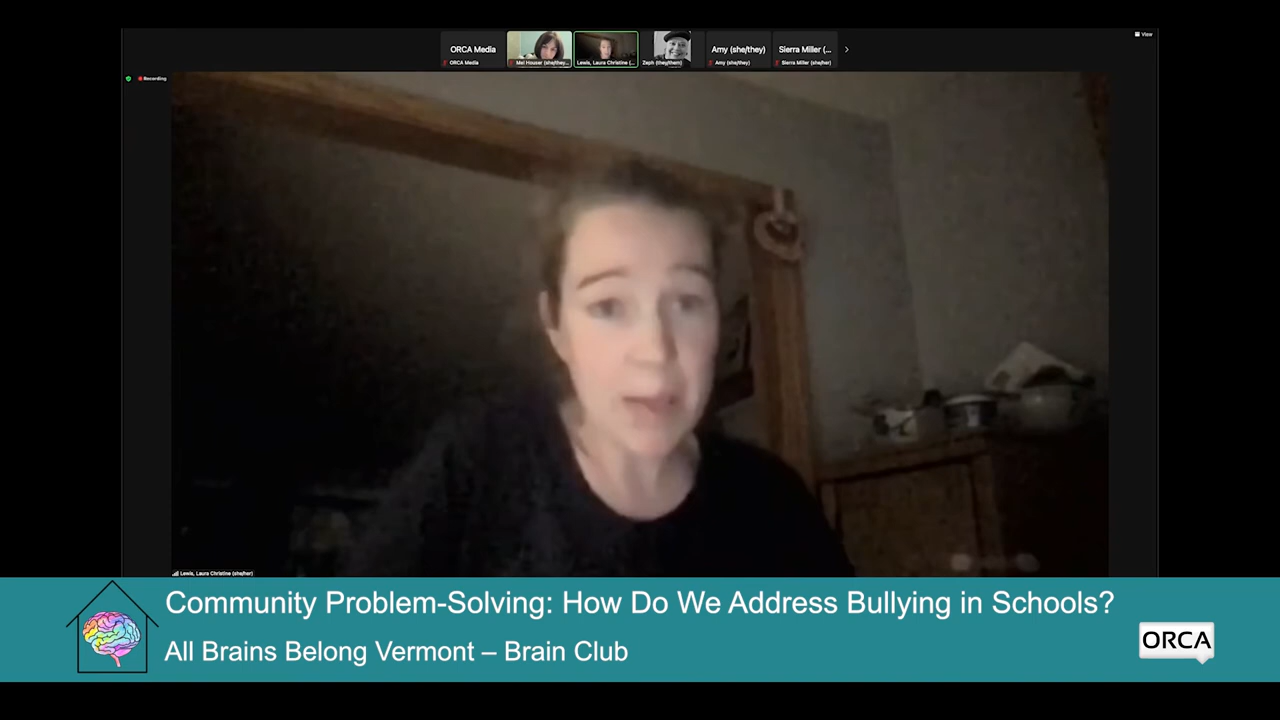 View
ORCA Media
Amy (she/they)
Sierra Miller (...
ORCA Media
Mel Houser (she/they...
Lewis, Laura Christine (...
Zeph (they/them)
Amy (she/they)
Sierra Miller (she/her)
Recording
Lewis, Laura Christine (she/her)
Community Problem-Solving: How Do We Address Bullying in Schools?
All Brains Belong Vermont – Brain Club
ORCA